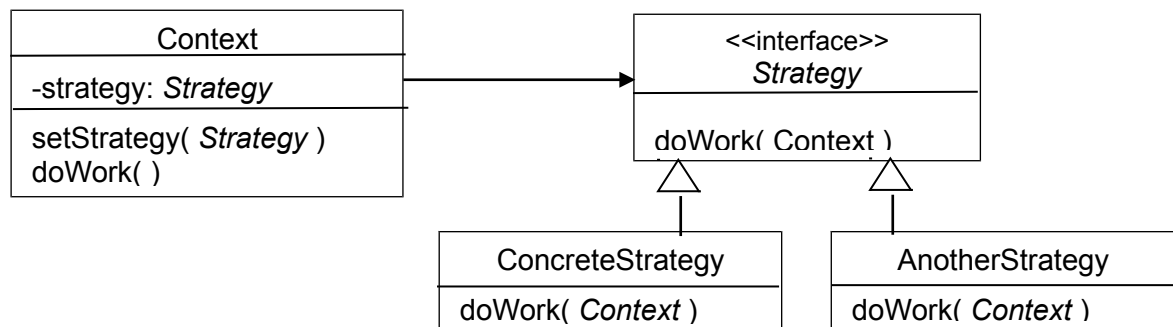 Context
-strategy: Strategy
setStrategy( Strategy )
doWork( )
<<interface>>
Strategy
doWork( Context )
ConcreteStrategy
doWork( Context )
AnotherStrategy
doWork( Context )